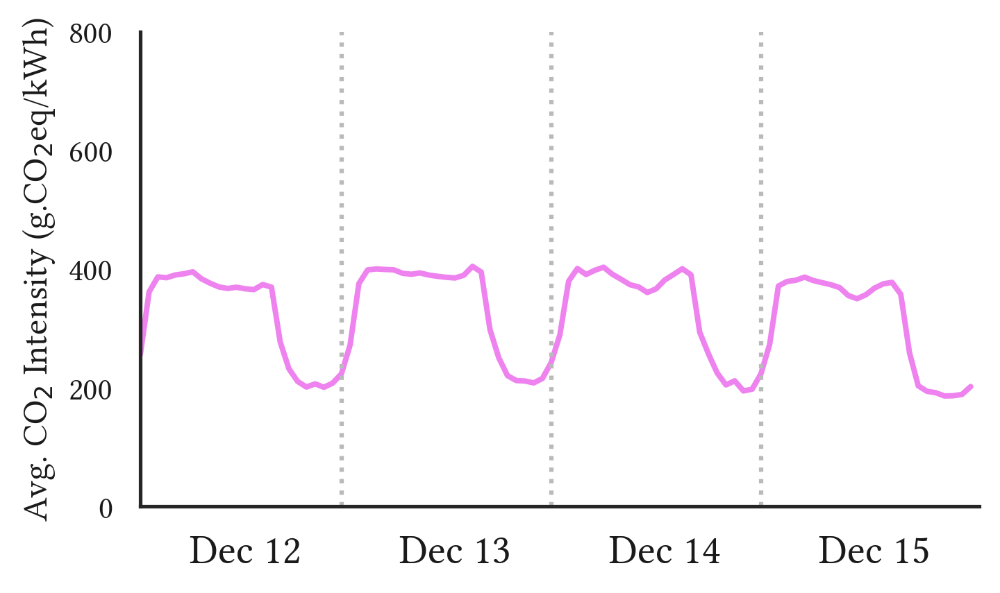 Avg. CO₂ Intensity (g.CO₂eq/kWh)
800
600
400
200
0
Dec 12
Dec 13
Dec 14
Dec 15